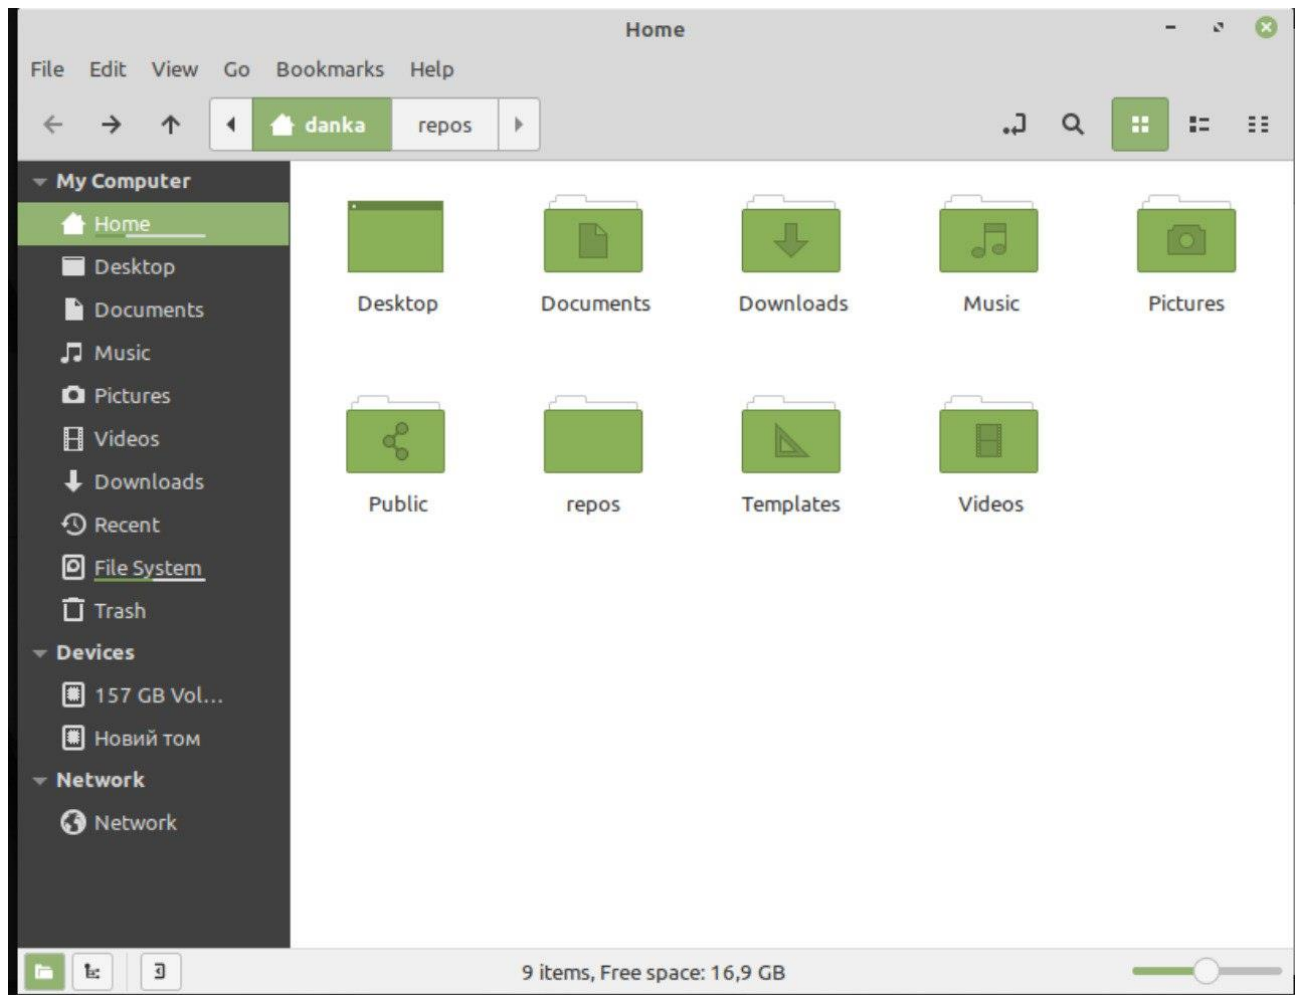 Home
File Edit View Go Bookmarks Help
danka repos
My Computer
Home
Desktop
Documents
Music
Pictures
Videos
Downloads
Recent
File System
Trash
Devices
157 GB Vol...
Новий том
Network
Network
Desktop Documents Downloads Music Pictures
Public repos Templates Videos
9 items, Free space: 16,9 GB